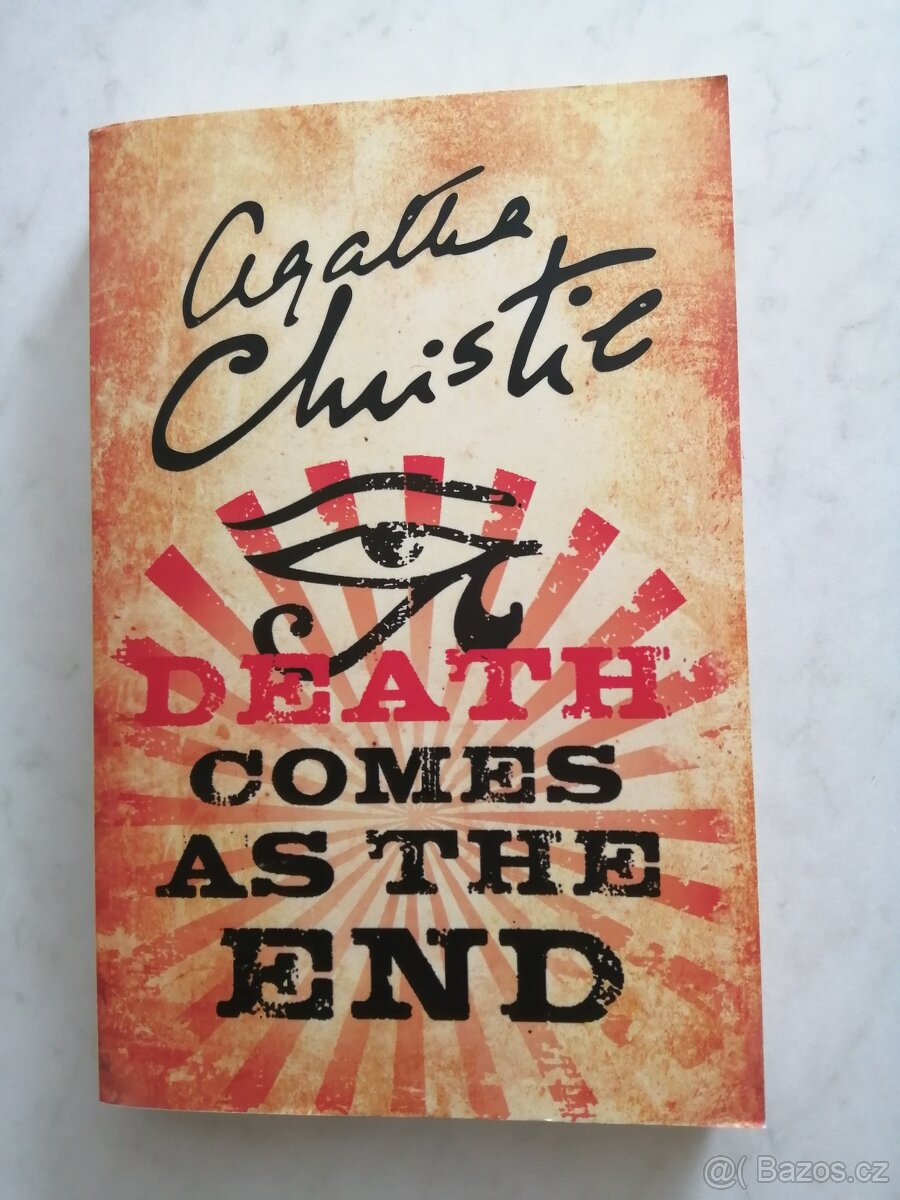 Agatha
Christie
DEATH
COMES
AS THE
END
@( Bazos.cz